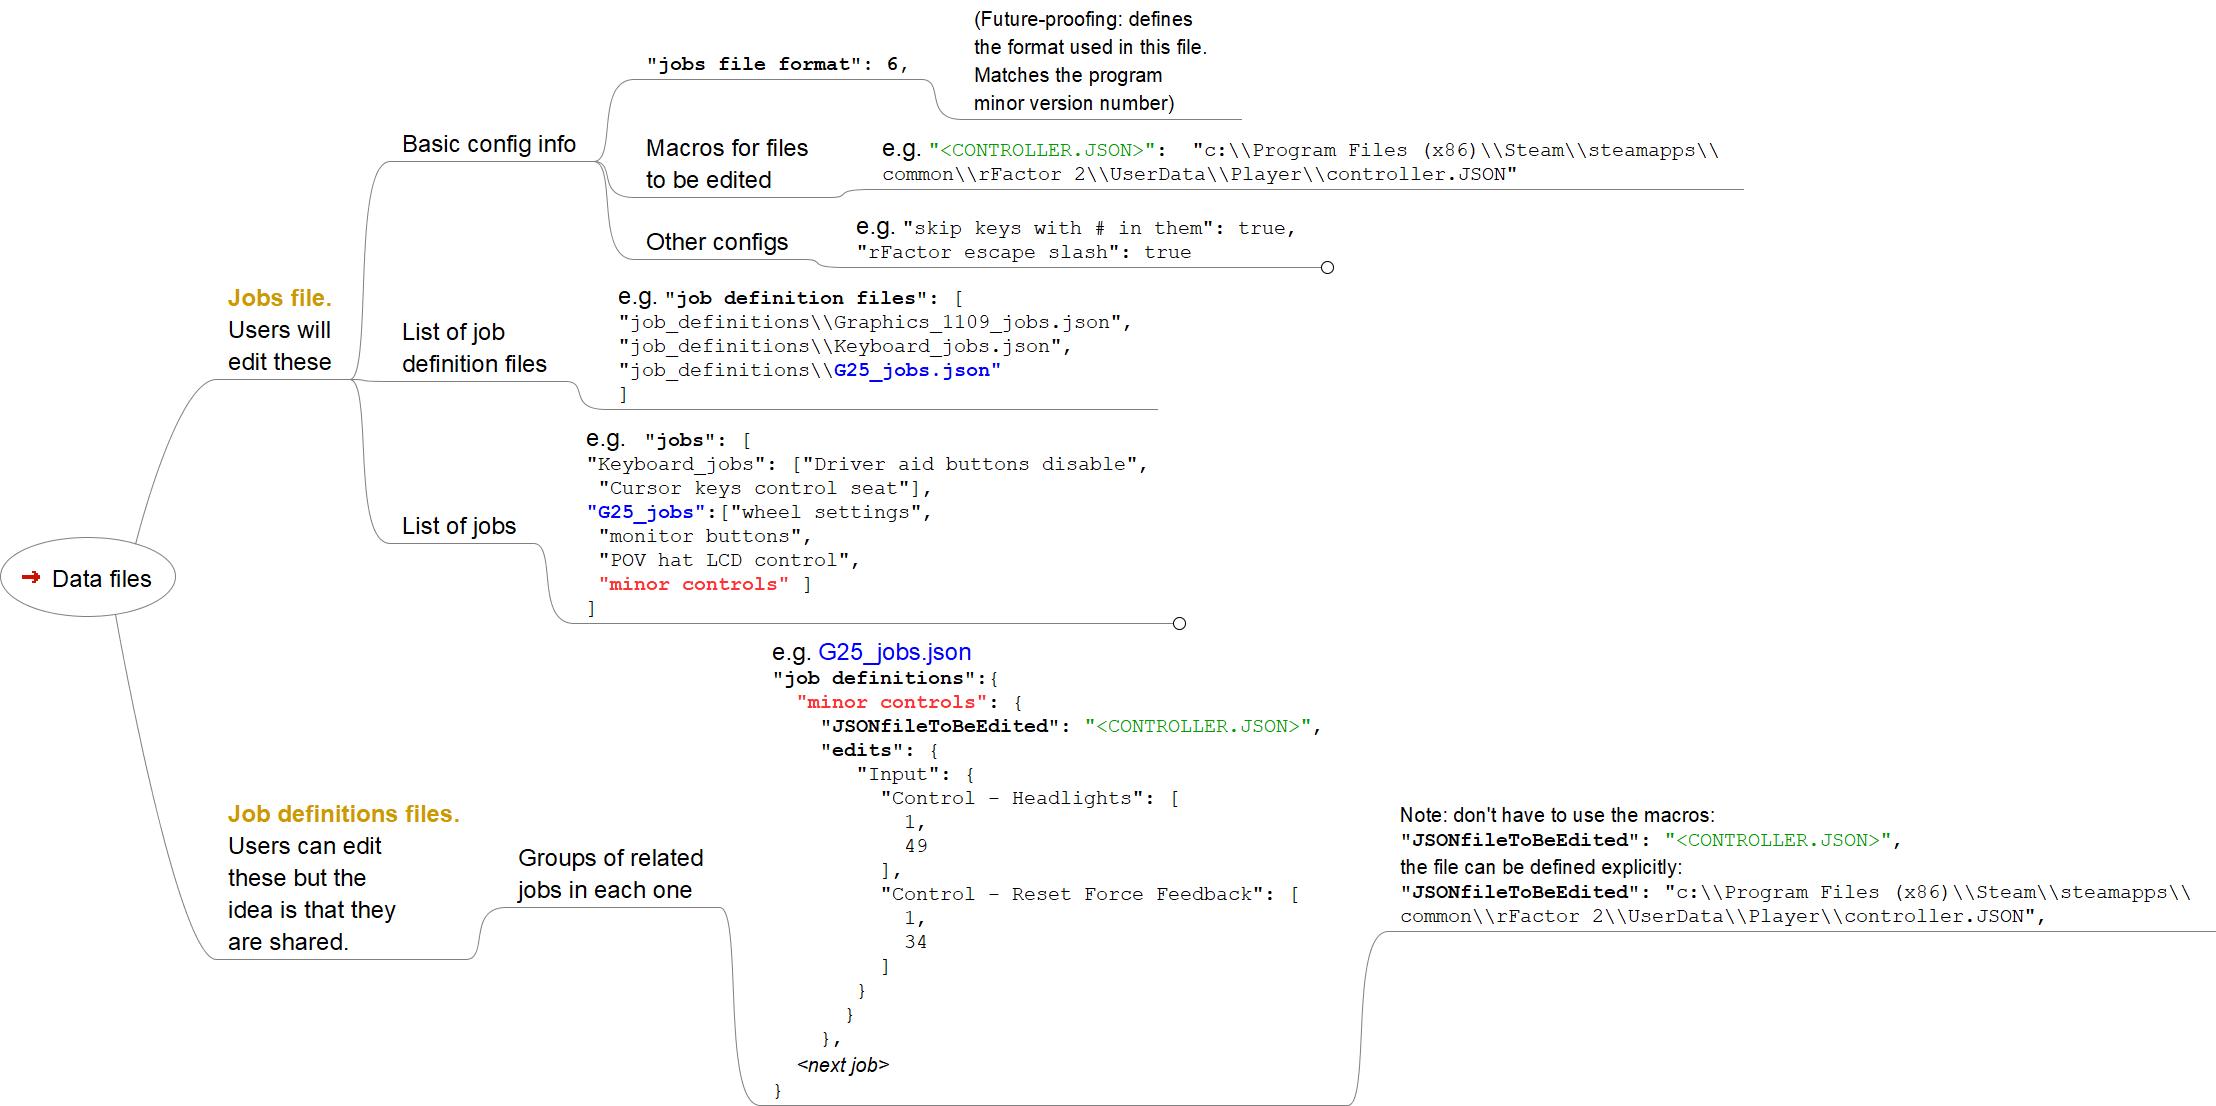 Data files
Jobs file.
Users will
edit these
Basic config info
"jobs file format": 6,
(Future-proofing: defines
the format used in this file.
Matches the program
minor version number)
Macros for files
to be edited
e.g. "<CONTROLLER.JSON>":  "c:\\Program Files (x86)\\Steam\\steamapps\\
common\\rFactor 2\\UserData\\Player\\controller.JSON"
Other configs
e.g. "skip keys with # in them": true,
"rFactor escape slash": true
List of job
definition files
e.g. "job definition files": [
"job_definitions\\Graphics_1109_jobs.json",
"job_definitions\\Keyboard_jobs.json",
"job_definitions\\G25_jobs.json"
]
List of jobs
e.g.  "jobs": [
"Keyboard_jobs": ["Driver aid buttons disable",
"Cursor keys control seat"],
"G25_jobs":["wheel settings",
"monitor buttons",
"POV hat LCD control",
"minor controls" ]
]
Job definitions files.
Users can edit
these but the
idea is that they
are shared.
Groups of related
jobs in each one
e.g. G25_jobs.json
"job definitions":{
"minor controls": {
"JSONfileToBeEdited": "<CONTROLLER.JSON>",
"edits": {
"Input": {
"Control - Headlights": [
1,
49
],
"Control - Reset Force Feedback": [
1,
34
]
}
}
},
<next job>
}
Note: don't have to use the macros:
"JSONfileToBeEdited": "<CONTROLLER.JSON>",
the file can be defined explicitly:
"JSONfileToBeEdited": "c:\\Program Files (x86)\\Steam\\steamapps\\
common\\rFactor 2\\UserData\\Player\\controller.JSON",